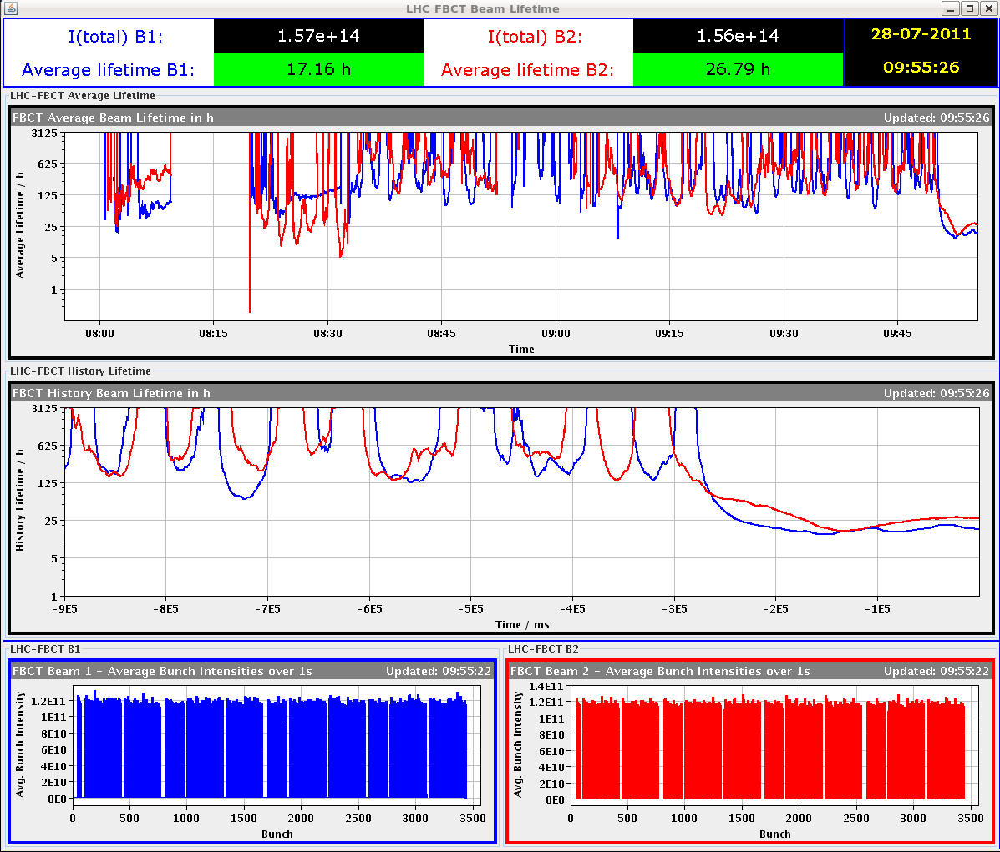 LHC FBCT Beam Lifetime
I(total) B1: 1.57e+14 I(total) B2: 1.56e+14 28-07-2011
Average lifetime B1: 17.16 h Average lifetime B2: 26.79 h 09:55:26
LHC-FBCT Average Lifetime
FBCT Average Beam Lifetime in h Updated: 09:55:26
3125
625
125
25
5
1
Average Lifetime / h
08:00 08:15 08:30 08:45 09:00 09:15 09:30 09:45
Time
LHC-FBCT History Lifetime
FBCT History Beam Lifetime in h Updated: 09:55:26
3125
625
125
25
5
1
History Lifetime / h
-9E5 -8E5 -7E5 -6E5 -5E5 -4E5 -3E5 -2E5 -1E5
Time / ms
LHC-FBCT B1
FBCT Beam 1 - Average Bunch Intensities over 1s Updated: 09:55:22
1.2E11
1E11
8E10
6E10
4E10
2E10
0E0
Avg. Bunch Intensity
0 500 1000 1500 2000 2500 3000 3500
Bunch
LHC-FBCT B2
FBCT Beam 2 - Average Bunch Intensities over 1s Updated: 09:55:22
1.4E11
1.2E11
1E11
8E10
6E10
4E10
2E10
0E0
Avg. Bunch Intensity
0 500 1000 1500 2000 2500 3000 3500
Bunch